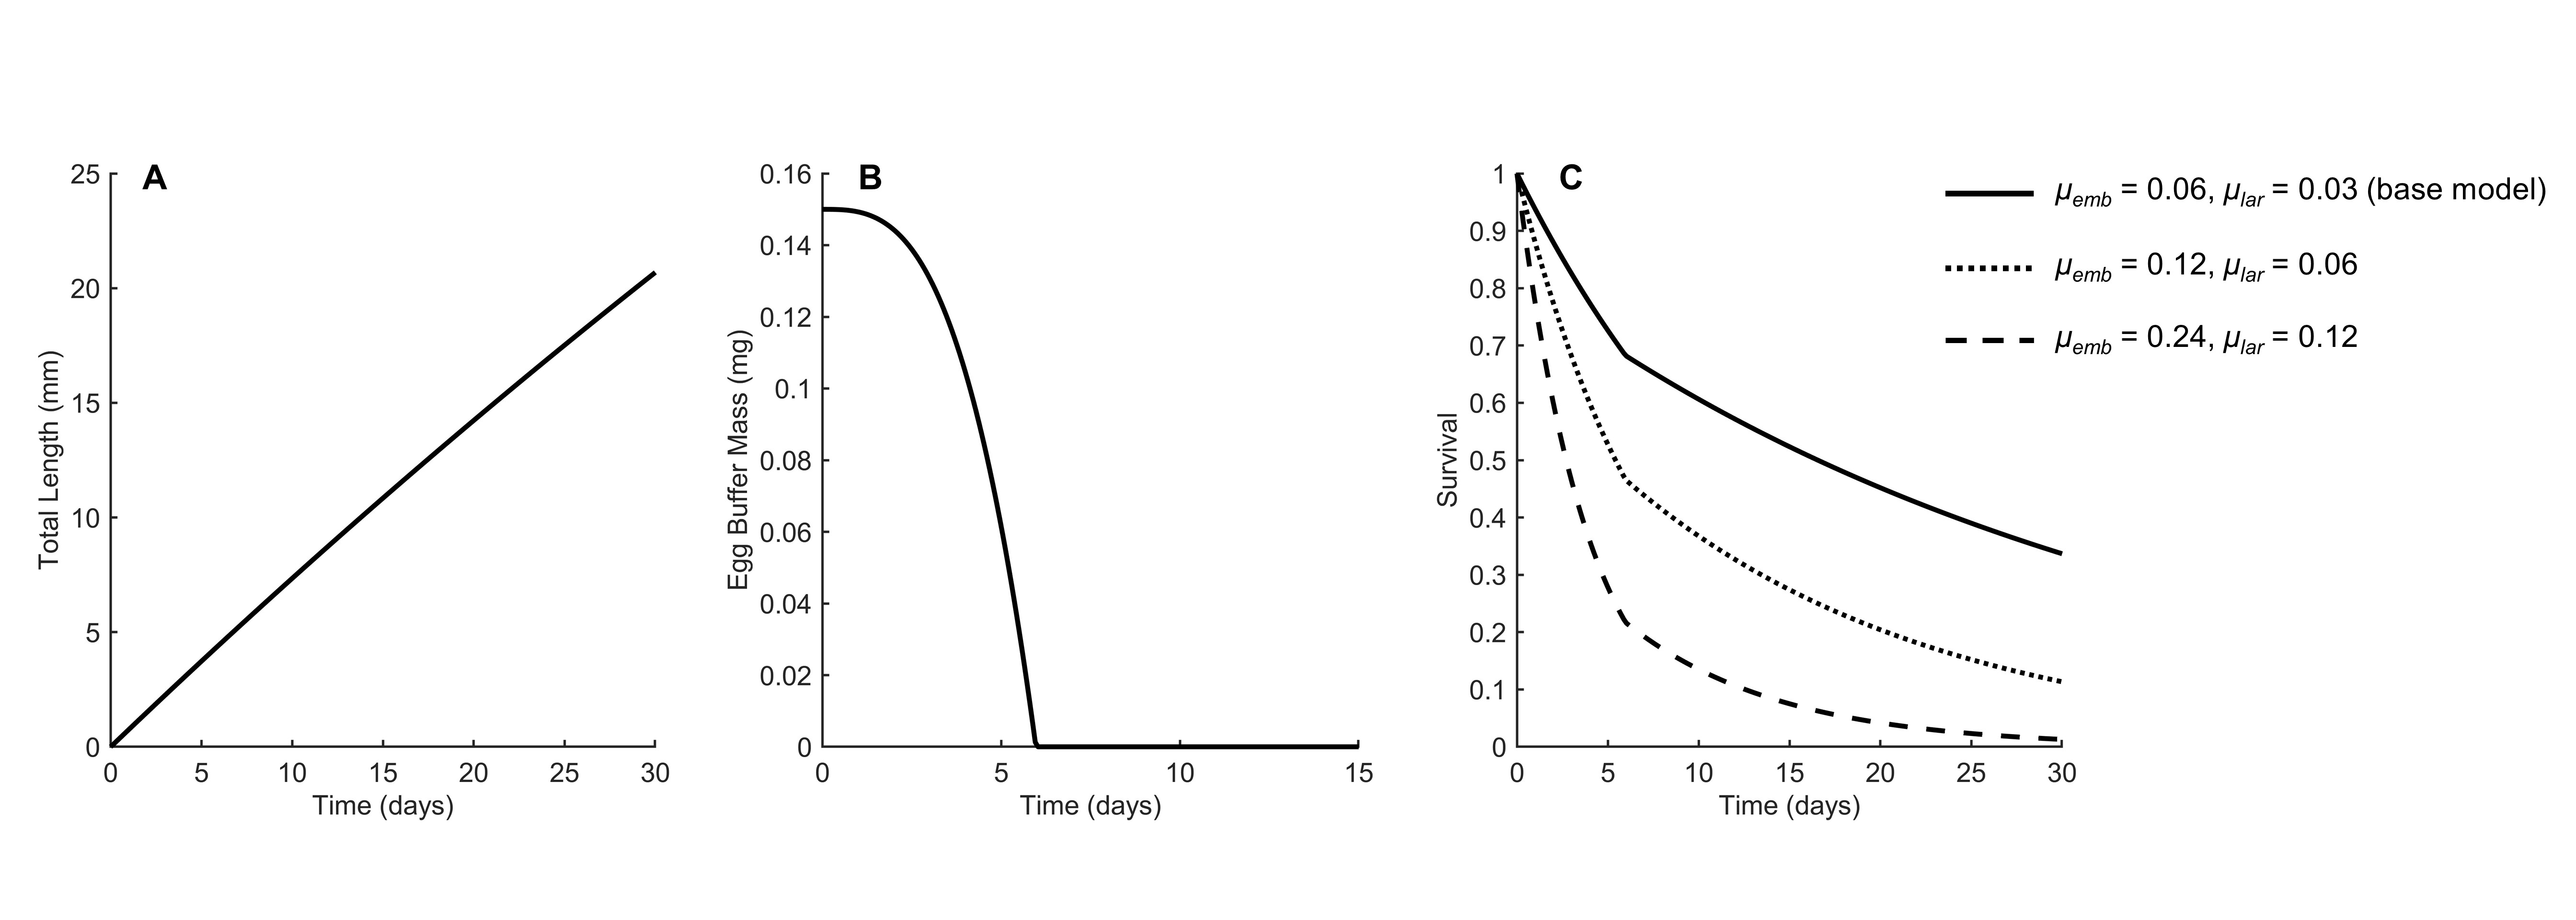 A
25
20
15
10
5
0
0 5 10 15 20 25 30
Time (days)
Total Length (mm)
B
0.16
0.14
0.12
0.1
0.08
0.06
0.04
0.02
0
0 5 10 15
Time (days)
Egg Buffer Mass (mg)
C
1
0.9
0.8
0.7
0.6
0.5
0.4
0.3
0.2
0.1
0
0 5 10 15 20 25 30
Time (days)
Survival
μemb = 0.06, μlar = 0.03 (base model)
μemb = 0.12, μlar = 0.06
μemb = 0.24, μlar = 0.12